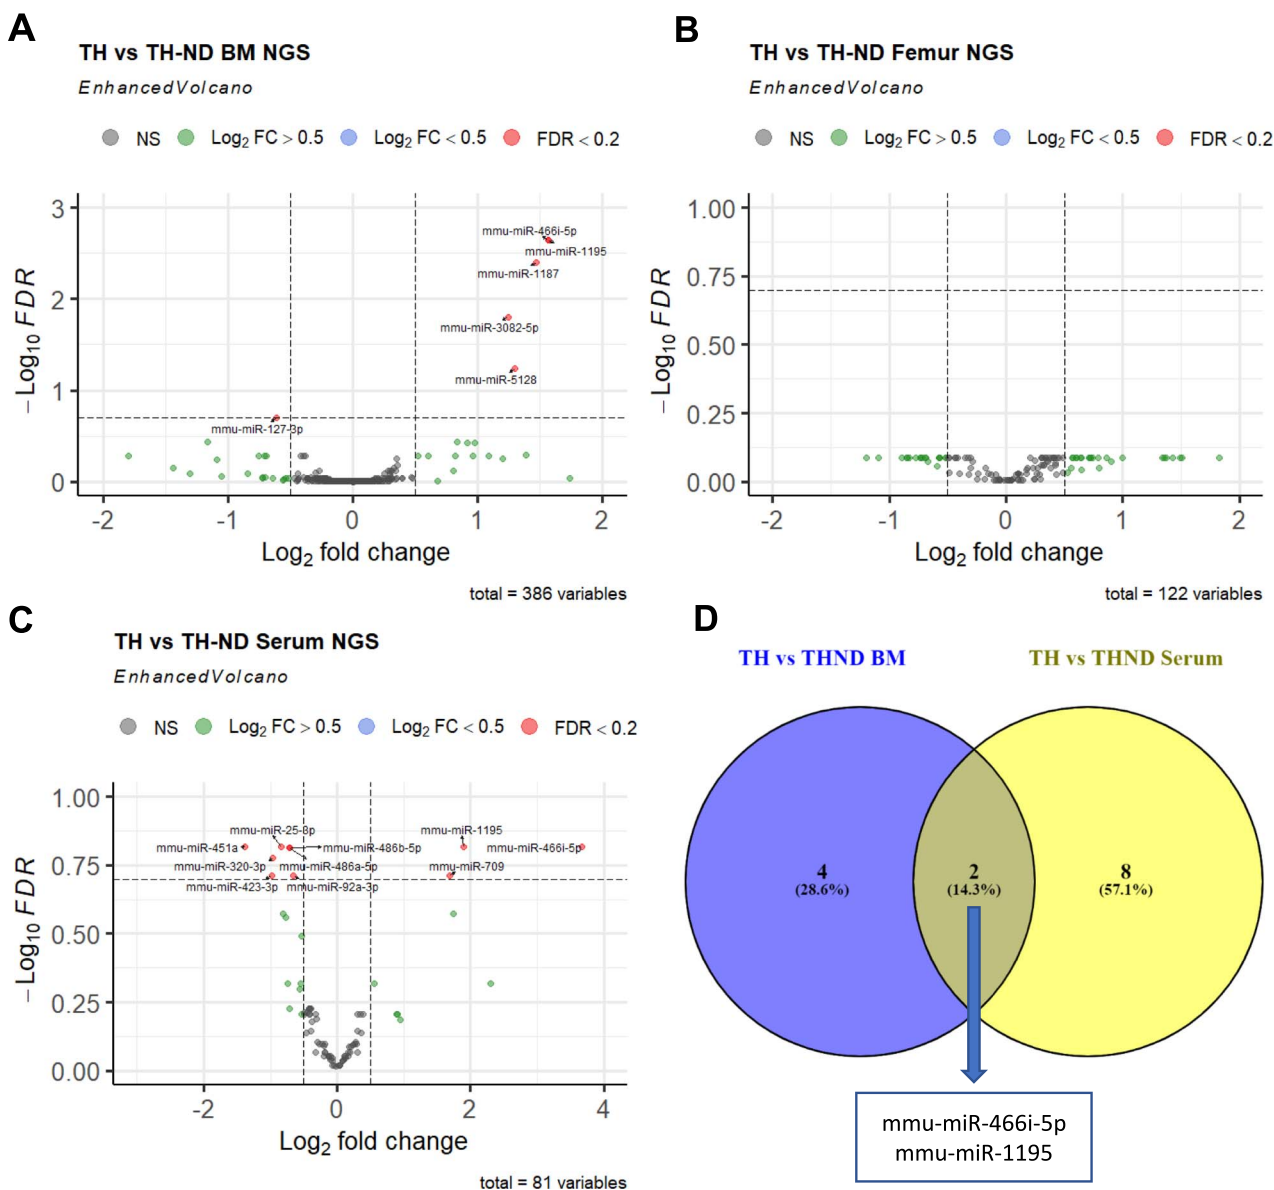 A
TH vs TH-ND BM NGS
EnhancedVolcano
NS Log2 FC > 0.5 Log2 FC < 0.5 FDR < 0.2
3
2
1
0
− Log10 FDR
mmu-miR-466i-5p
mmu-miR-1195
mmu-miR-1187
mmu-miR-3082-5p
mmu-miR-5128
mmu-miR-127-3p
-2 -1 0 1 2
Log2 fold change
total = 386 variables
B
TH vs TH-ND Femur NGS
EnhancedVolcano
NS Log2 FC > 0.5 Log2 FC < 0.5 FDR < 0.2
1.00
0.75
0.50
0.25
0.00
− Log10 FDR
-2 -1 0 1 2
Log2 fold change
total = 122 variables
C
TH vs TH-ND Serum NGS
EnhancedVolcano
NS Log2 FC > 0.5 Log2 FC < 0.5 FDR < 0.2
1.00
0.75
0.50
0.25
0.00
− Log10 FDR
mmu-miR-25-3p mmu-miR-1195
mmu-miR-451a mmu-miR-486b-5p mmu-miR-466i-5p
mmu-miR-320-3p mmu-miR-486a-5p mmu-miR-709
mmu-miR-423-3p mmu-miR-92a-3p
-2 0 2 4
Log2 fold change
total = 81 variables
D
TH vs THND BM TH vs THND Serum
4
(28.6%)
2
(14.3%)
8
(57.1%)
mmu-miR-466i-5p
mmu-miR-1195